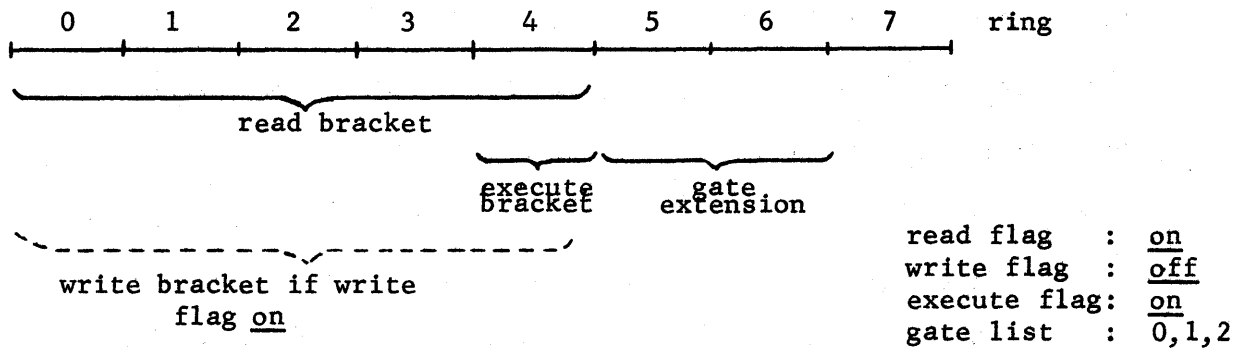 0 1 2 3 4 5 6 7 ring
read bracket
execute bracket
gate extension
write bracket if write
flag on
read flag : on
write flag : off
execute flag: on
gate list : 0,1,2